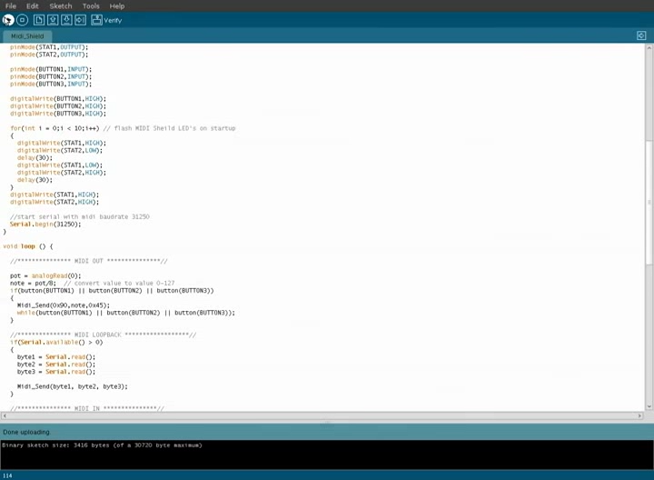 File Edit Sketch Tools Help
Verify
Midi_Shield
pinMode(STAT1,OUTPUT);
pinMode(STAT2,OUTPUT);
pinMode(BUTTON1,INPUT);
pinMode(BUTTON2,INPUT);
pinMode(BUTTON3,INPUT);
digitalWrite(BUTTON1,HIGH);
digitalWrite(BUTTON2,HIGH);
digitalWrite(BUTTON3,HIGH);
for(int i = 0;i < 10;i++) // flash MIDI Sheild LED's on startup
{
digitalWrite(STAT1,HIGH);
digitalWrite(STAT2,LOW);
delay(30);
digitalWrite(STAT1,LOW);
digitalWrite(STAT2,HIGH);
delay(30);
}
digitalWrite(STAT1,HIGH);
digitalWrite(STAT2,HIGH);
//start serial with midi baudrate 31250
Serial.begin(31250);
}
void loop () {
//*************** MIDI OUT ***************//
pot = analogRead(0);
note = pot/8; // convert value to value 0-127
if(button(BUTTON1) || button(BUTTON2) || button(BUTTON3))
{
Midi_Send(0x90,note,0x45);
while(button(BUTTON1) || button(BUTTON2) || button(BUTTON3));
}
//*************** MIDI LOOPBACK ******************//
if(Serial.available() > 0)
{
byte1 = Serial.read();
byte2 = Serial.read();
byte3 = Serial.read();
Midi_Send(byte1, byte2, byte3);
}
//*************** MIDI IN ***************//
Done uploading.
Binary sketch size: 3416 bytes (of a 30720 byte maximum)
114